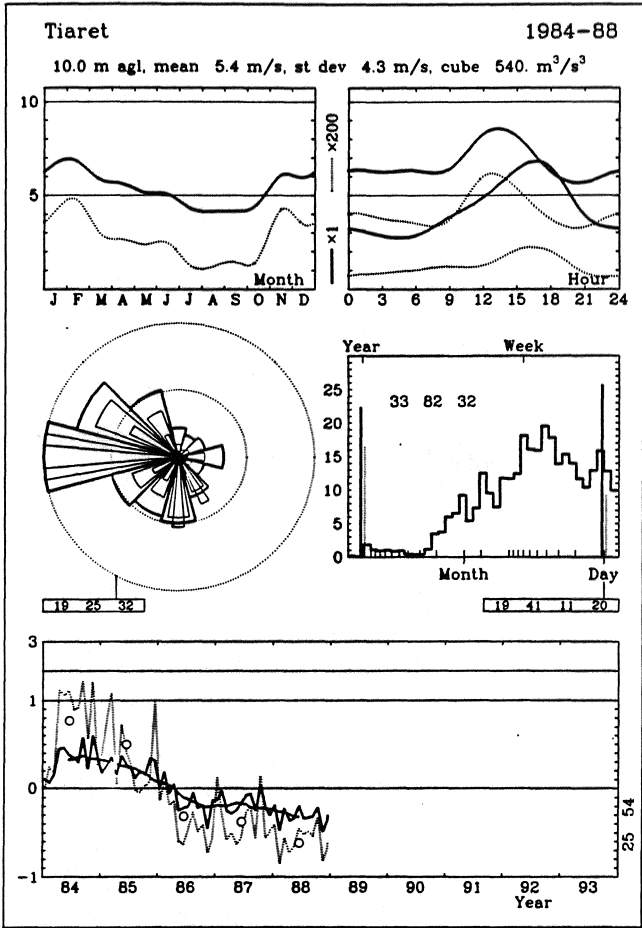 Tiaret 1984-88
10.0 m agl, mean 5.4 m/s, st dev 4.3 m/s, cube 540. m³/s³
10
5
Month
J F M A M J J A S O N D
×1 ×200
Hour
0 3 6 9 12 15 18 21 24
Year Week
25
20
15
10
5
0
33 82 32
Month Day
19 25 32
19 41 11 20
3
1
0
-1
84 85 86 87 88 89 90 91 92 93
Year
25 54